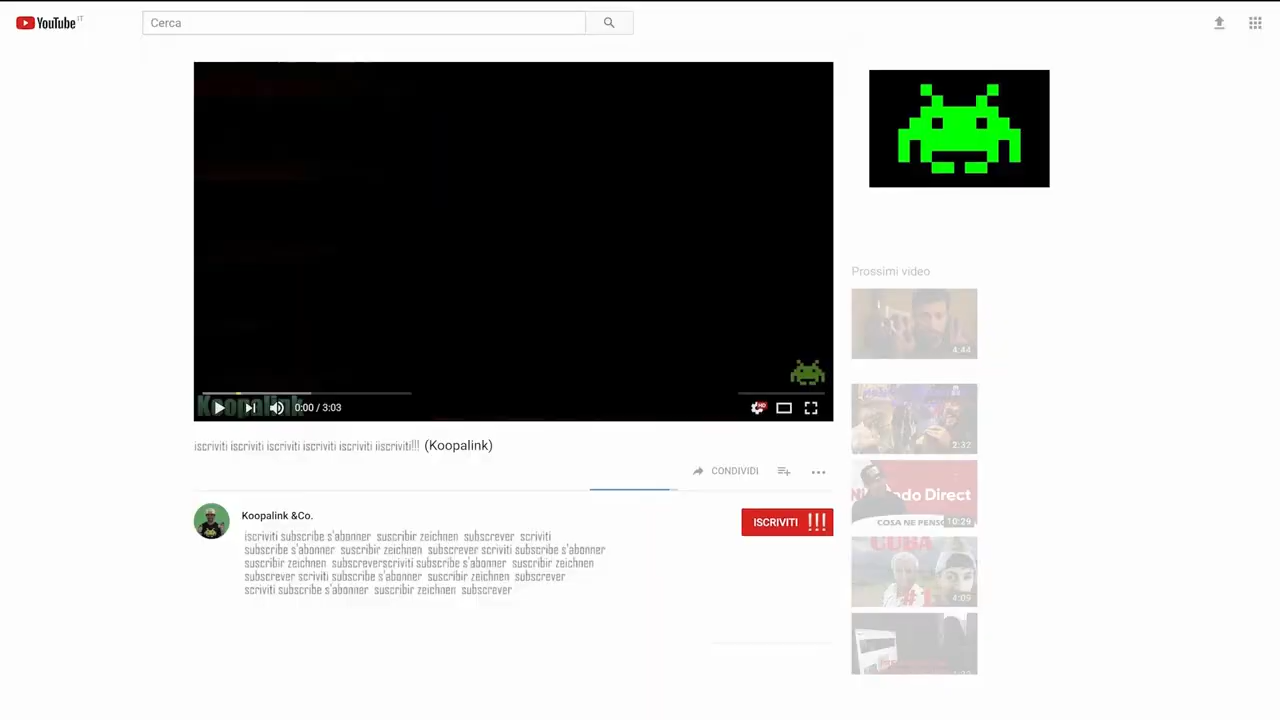 YouTube IT
Cerca
Koopalink
0:00 / 3:03
HD
iscriviti iscriviti iscriviti iscriviti iscriviti iiscriviti!!! (Koopalink)
CONDIVIDI
Koopalink &Co.
ISCRIVITI !!!
iscriviti subscribe s'abonner suscribir zeichnen subscrever scriviti
subscribe s'abonner suscribir zeichnen subscrever scriviti subscribe s'abonner
suscribir zeichnen subscreverscriviti subscribe s'abonner suscribir zeichnen
subscrever scriviti subscribe s'abonner suscribir zeichnen subscrever
scriviti subscribe s'abonner suscribir zeichnen subscrever
Prossimi video
4:44
2:32
Direct
COSA NE PENSO
10:29
CUBA
#1
4:09